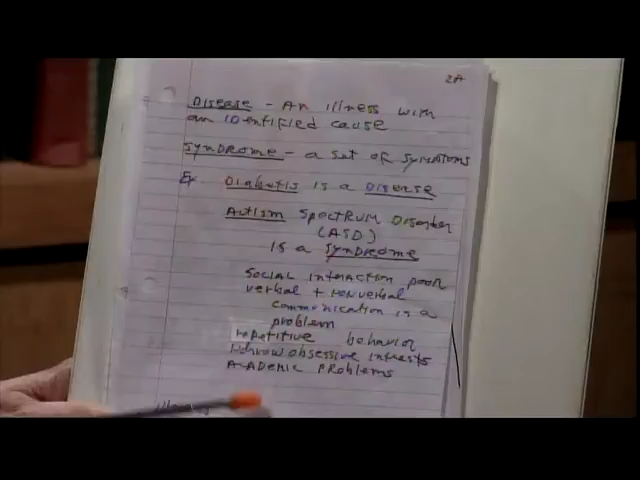 2A
Disease - An illness with
an identified cause
Syndrome - a set of symptoms
Ex Diabetis is a Disease
Autism Spectrum Disorder
(ASD)
is a Syndrome
Social interaction poor
verbal + nonverbal
communication is a
problem
repetitive behavior
narrow obsessive interests
Academic Problems